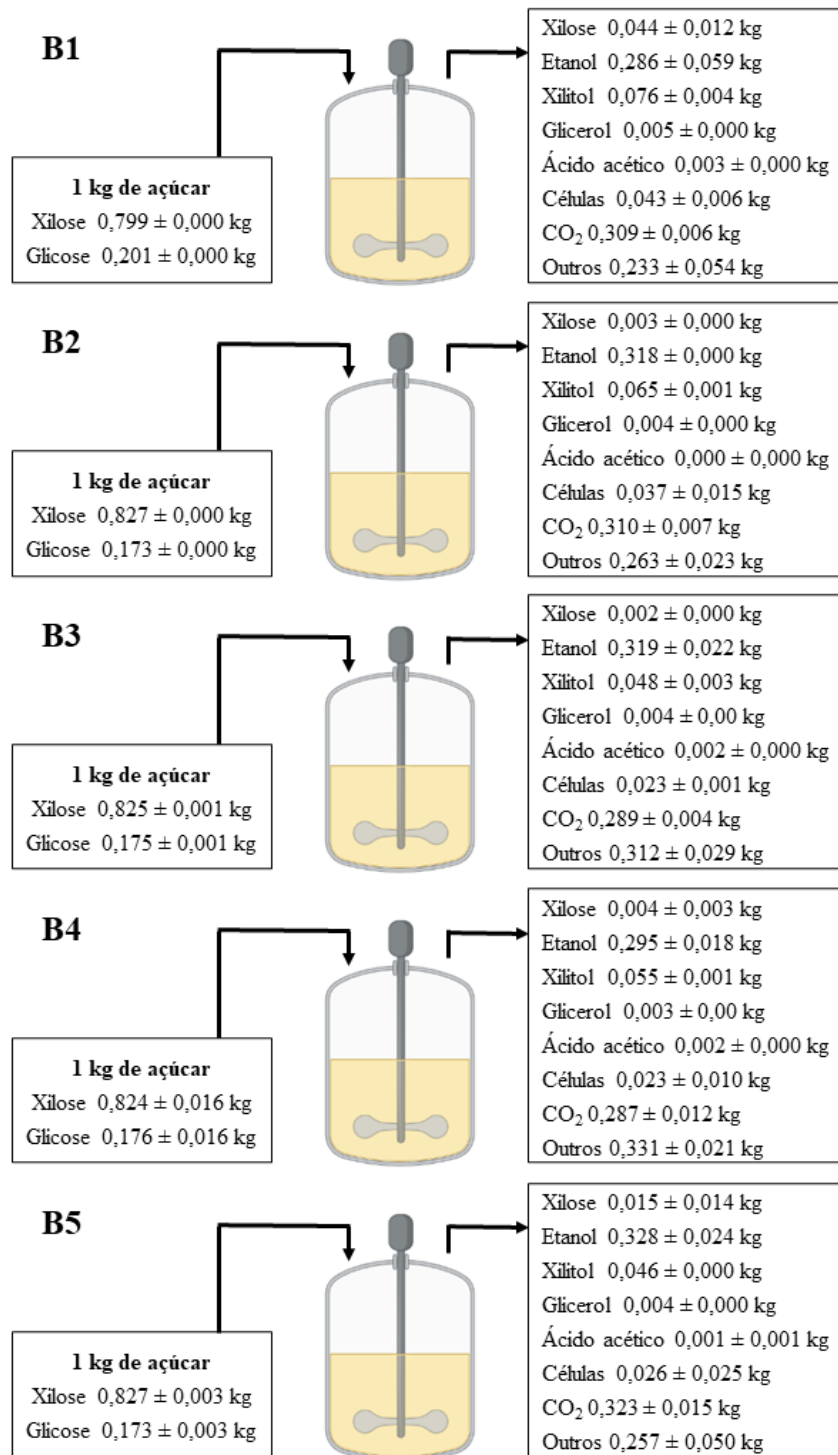 B1
1 kg de açúcar
Xilose 0,799 ± 0,000 kg
Glicose 0,201 ± 0,000 kg
Xilose 0,044 ± 0,012 kg
Etanol 0,286 ± 0,059 kg
Xilitol 0,076 ± 0,004 kg
Glicerol 0,005 ± 0,000 kg
Ácido acético 0,003 ± 0,000 kg
Células 0,043 ± 0,006 kg
CO₂ 0,309 ± 0,006 kg
Outros 0,233 ± 0,054 kg
B2
1 kg de açúcar
Xilose 0,827 ± 0,000 kg
Glicose 0,173 ± 0,000 kg
Xilose 0,003 ± 0,000 kg
Etanol 0,318 ± 0,000 kg
Xilitol 0,065 ± 0,001 kg
Glicerol 0,004 ± 0,000 kg
Ácido acético 0,000 ± 0,000 kg
Células 0,037 ± 0,015 kg
CO₂ 0,310 ± 0,007 kg
Outros 0,263 ± 0,023 kg
B3
1 kg de açúcar
Xilose 0,825 ± 0,001 kg
Glicose 0,175 ± 0,001 kg
Xilose 0,002 ± 0,000 kg
Etanol 0,319 ± 0,022 kg
Xilitol 0,048 ± 0,003 kg
Glicerol 0,004 ± 0,00 kg
Ácido acético 0,002 ± 0,000 kg
Células 0,023 ± 0,001 kg
CO₂ 0,289 ± 0,004 kg
Outros 0,312 ± 0,029 kg
B4
1 kg de açúcar
Xilose 0,824 ± 0,016 kg
Glicose 0,176 ± 0,016 kg
Xilose 0,004 ± 0,003 kg
Etanol 0,295 ± 0,018 kg
Xilitol 0,055 ± 0,001 kg
Glicerol 0,003 ± 0,00 kg
Ácido acético 0,002 ± 0,000 kg
Células 0,023 ± 0,010 kg
CO₂ 0,287 ± 0,012 kg
Outros 0,331 ± 0,021 kg
B5
1 kg de açúcar
Xilose 0,827 ± 0,003 kg
Glicose 0,173 ± 0,003 kg
Xilose 0,015 ± 0,014 kg
Etanol 0,328 ± 0,024 kg
Xilitol 0,046 ± 0,000 kg
Glicerol 0,004 ± 0,000 kg
Ácido acético 0,001 ± 0,001 kg
Células 0,026 ± 0,025 kg
CO₂ 0,323 ± 0,015 kg
Outros 0,257 ± 0,050 kg